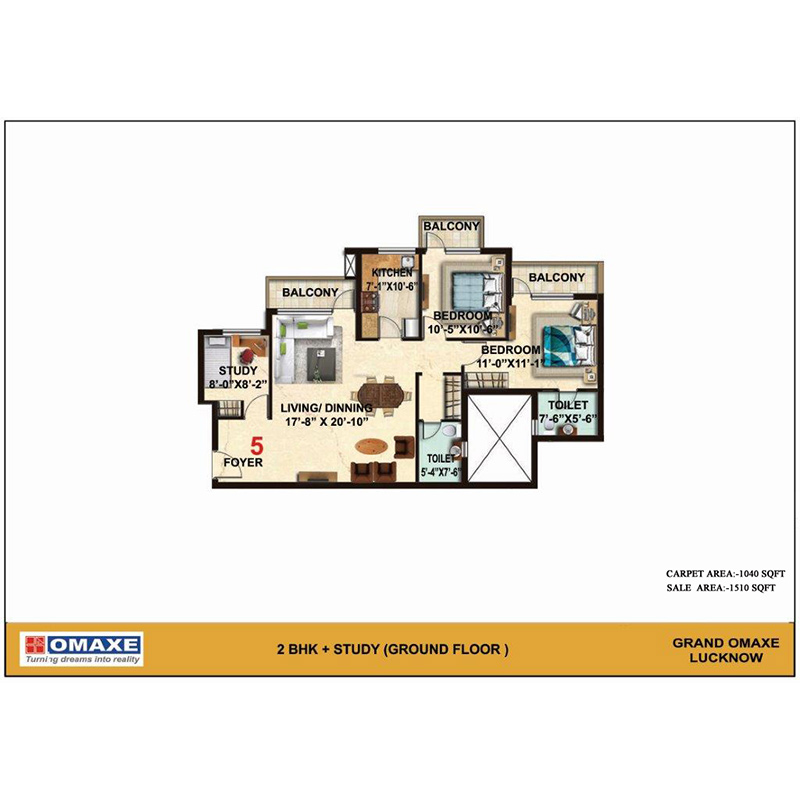 BALCONY
KITCHEN
7'-1"X10'-6"
BALCONY
BALCONY
BEDROOM
10'-5"X10'-6"
BEDROOM
11'-0"X11'-1"
STUDY
8'-0"X8'-2"
LIVING/ DINNING
17'-8" X 20'-10"
TOILET
7'-6"X5'-6"
5
FOYER
TOILET
5'-4"X7'-6"
CARPET AREA:-1040 SQFT
SALE AREA:-1510 SQFT
OMAXE
Turning dreams into reality
2 BHK + STUDY (GROUND FLOOR )
GRAND OMAXE
LUCKNOW